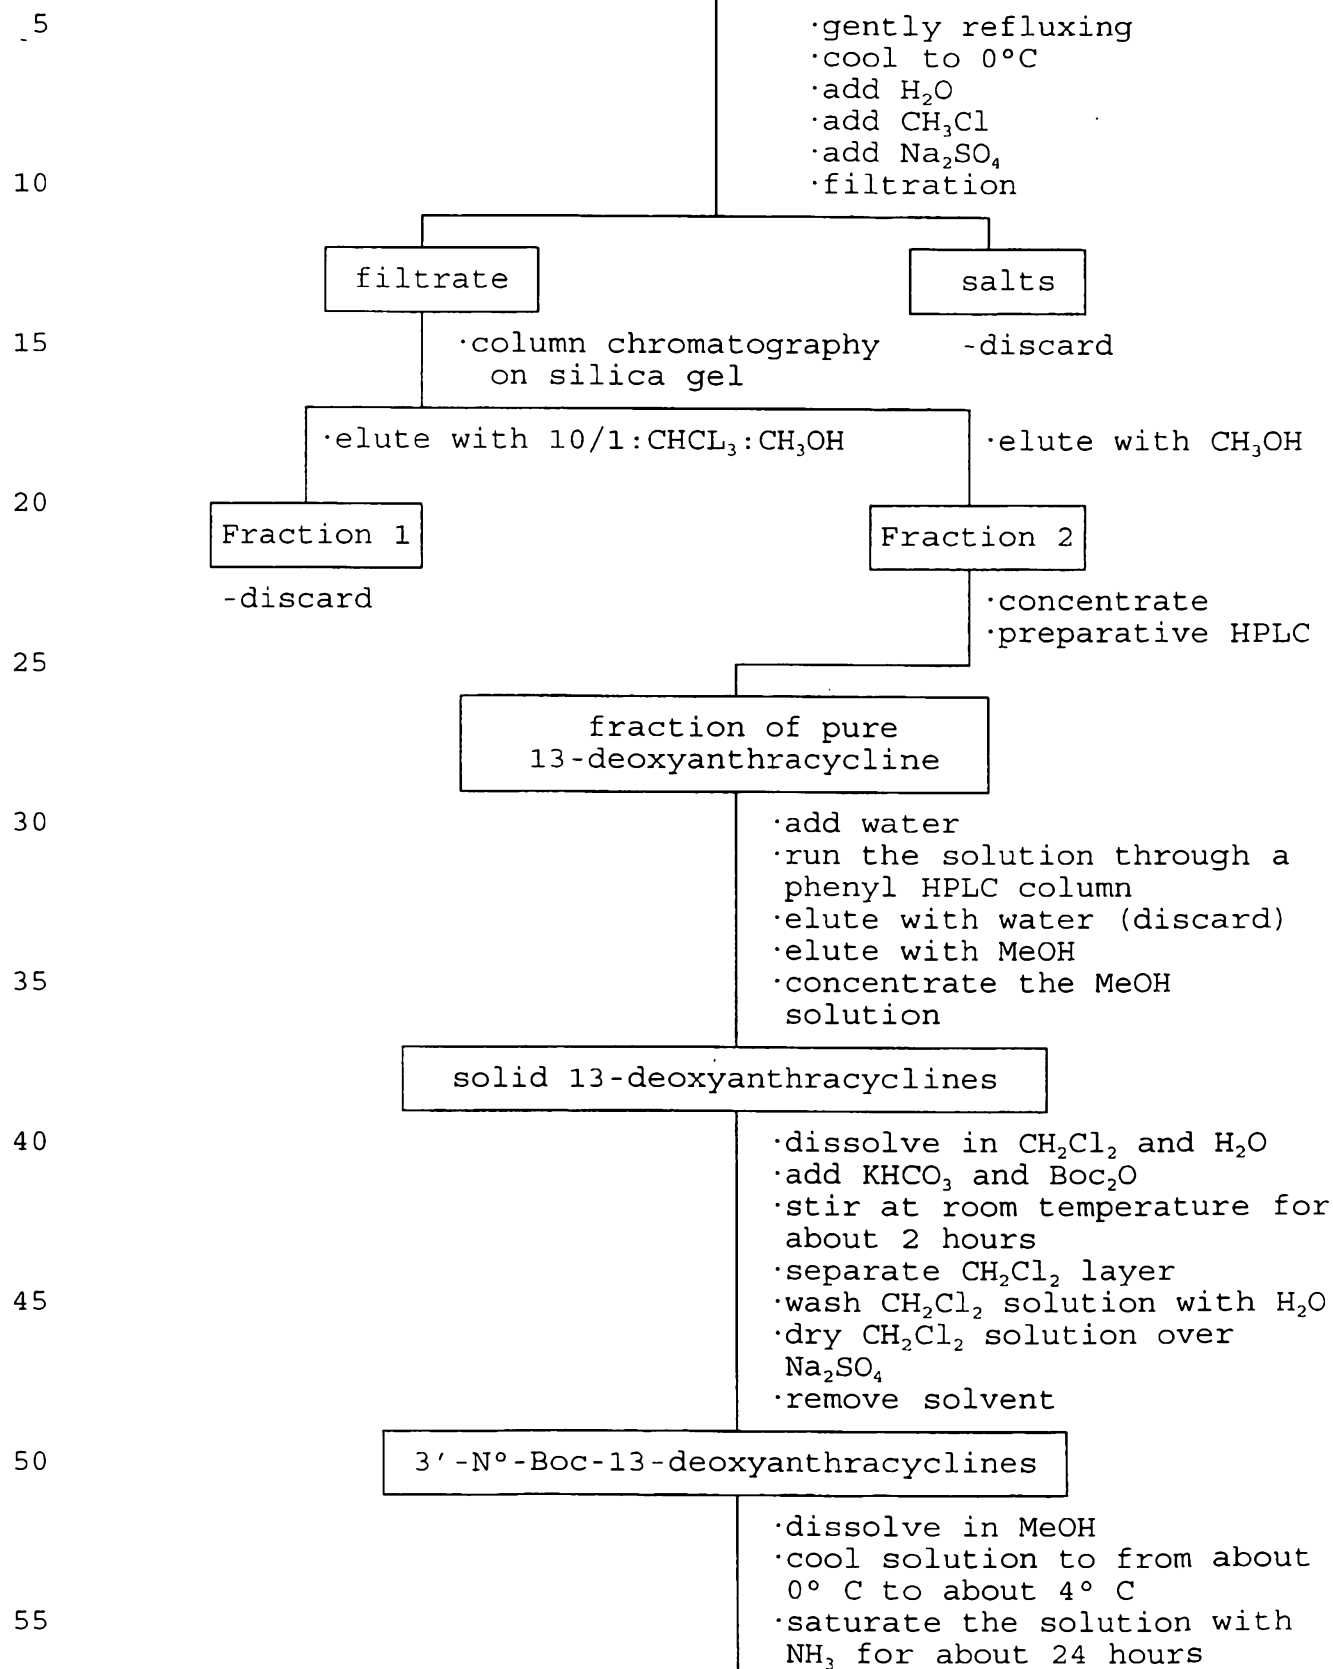 5
·gently refluxing
·cool to 0°C
·add H₂O
·add CH₃Cl
·add Na₂SO₄
10
·filtration
filtrate
salts
15
·column chromatography
on silica gel
-discard
·elute with 10/1:CHCL₃:CH₃OH
·elute with CH₃OH
20
Fraction 1
Fraction 2
-discard
·concentrate
·preparative HPLC
25
fraction of pure
13-deoxyanthracycline
30
·add water
·run the solution through a
phenyl HPLC column
·elute with water (discard)
·elute with MeOH
35
·concentrate the MeOH
solution
solid 13-deoxyanthracyclines
40
·dissolve in CH₂Cl₂ and H₂O
·add KHCO₃ and Boc₂O
·stir at room temperature for
about 2 hours
·separate CH₂Cl₂ layer
45
·wash CH₂Cl₂ solution with H₂O
·dry CH₂Cl₂ solution over
Na₂SO₄
·remove solvent
50
3'-N°-Boc-13-deoxyanthracyclines
·dissolve in MeOH
·cool solution to from about
0° C to about 4° C
55
·saturate the solution with
NH₃ for about 24 hours